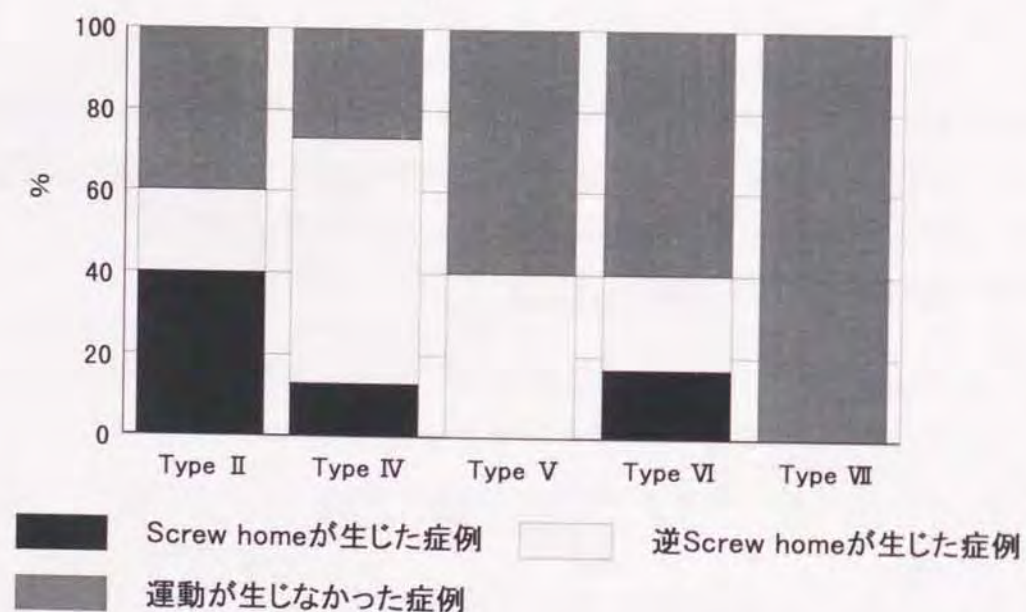 100
80
60
40
20
0
%
Type Ⅱ
Type Ⅳ
Type Ⅴ
Type Ⅵ
Type Ⅶ
Screw homeが生じた症例
逆Screw homeが生じた症例
運動が生じなかった症例